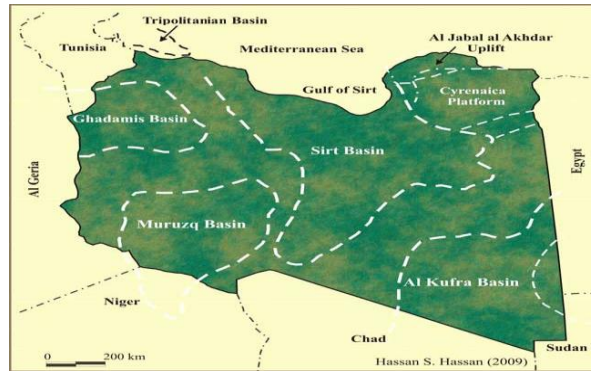 Tripolitanian Basin
Tunisia
Mediterranean Sea
Al Jabal al Akhdar
Uplift
Gulf of Sirt
Cyrenaica
Platform
Ghadamis Basin
Sirt Basin
Egypt
Al Geria
Muruzq Basin
Al Kufra Basin
Niger
Chad
Sudan
0 200 km
Hassan S. Hassan (2009)